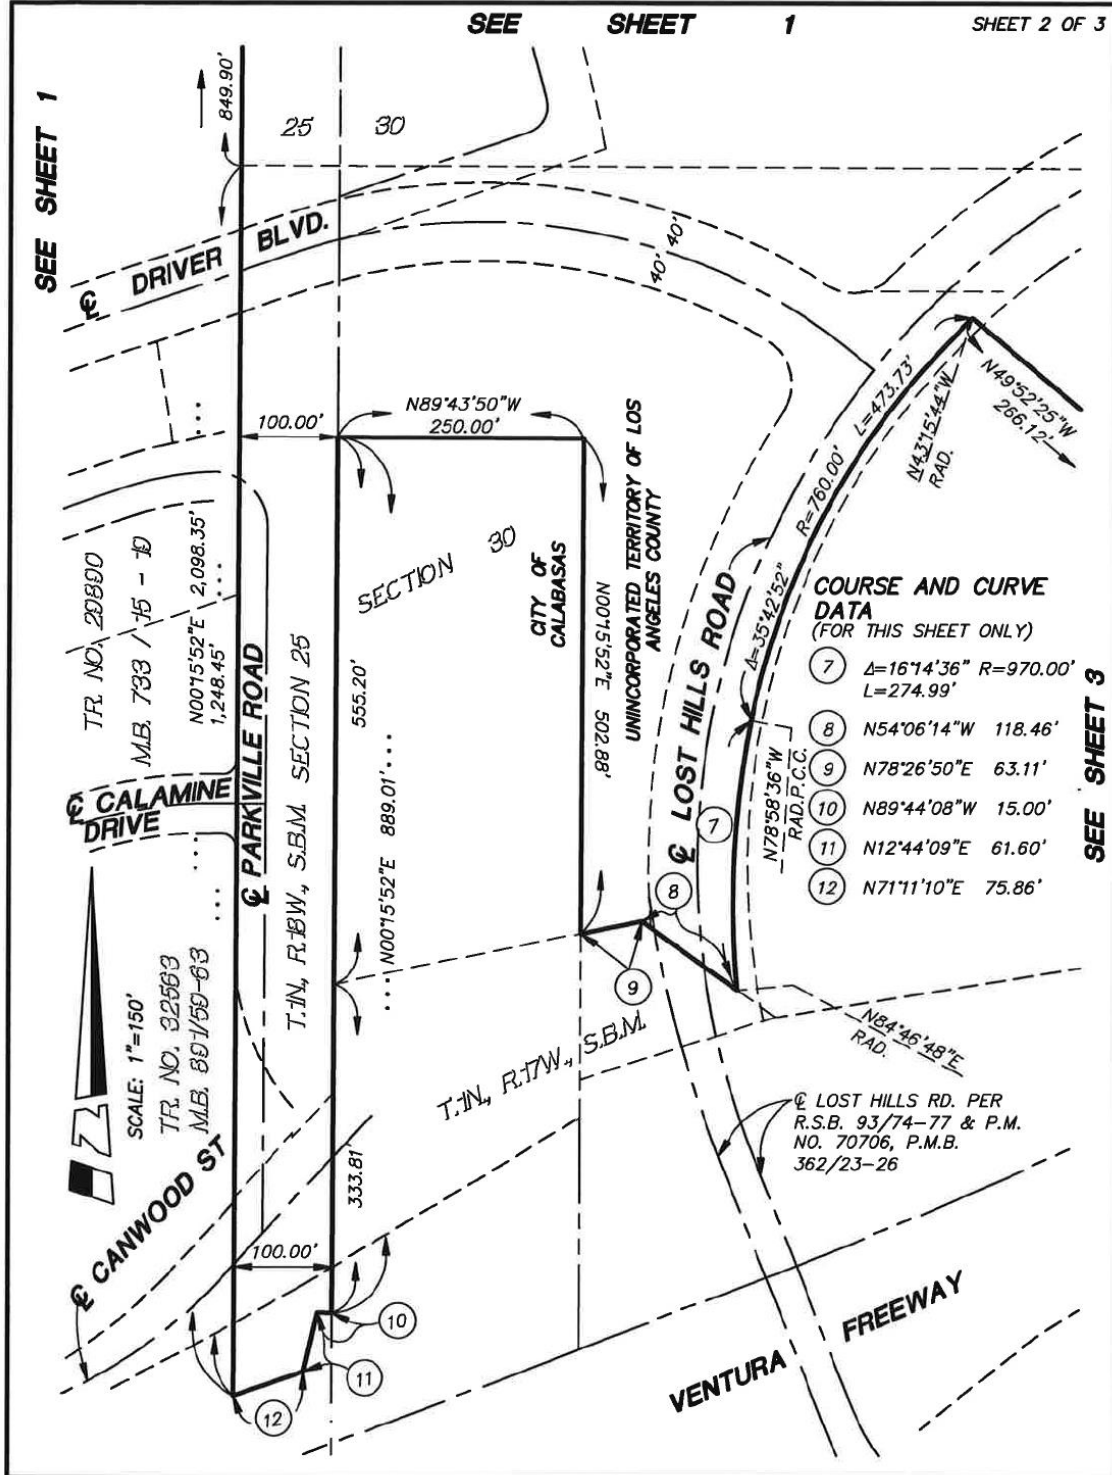 SEE SHEET 1
SHEET 2 OF 3
SEE SHEET 1
849.90'
25
30
℄ DRIVER BLVD.
40'
40'
N49°52'25"W
266.12'
N43°15'44"W
RAD.
100.00'
N89°43'50"W
250.00'
L=473.73'
R=760.00'
Δ=35°42'52"
TR. NO. 29890
M.B. 733 / 15 - 19
N00°15'52"E 2,098.35'
1,248.45'
℄ PARKVILLE ROAD
T.1N., R.18W., S.B.M. SECTION 25
SECTION 30
555.20'
N00°15'52"E 889.01'
CITY OF
CALABASAS
N00°15'52"E 502.88'
UNINCORPORATED TERRITORY OF LOS
ANGELES COUNTY
℄ LOST HILLS ROAD
COURSE AND CURVE
DATA
(FOR THIS SHEET ONLY)
7 Δ=16°14'36" R=970.00'
L=274.99'
8 N54°06'14"W 118.46'
9 N78°26'50"E 63.11'
10 N89°44'08"W 15.00'
11 N12°44'09"E 61.60'
12 N71°11'10"E 75.86'
SEE SHEET 3
N78°58'36"W
RAD.P.C.C.
7
8
9
℄ CALAMINE
DRIVE
SCALE: 1"=150'
TR. NO. 32563
M.B. 891/59-63
N
℄ CANWOOD ST
T.1N., R.17W., S.B.M.
N84°46'48"E
RAD.
℄ LOST HILLS RD. PER
R.S.B. 93/74-77 & P.M.
NO. 70706, P.M.B.
362/23-26
333.81'
100.00'
10
11
12
VENTURA FREEWAY